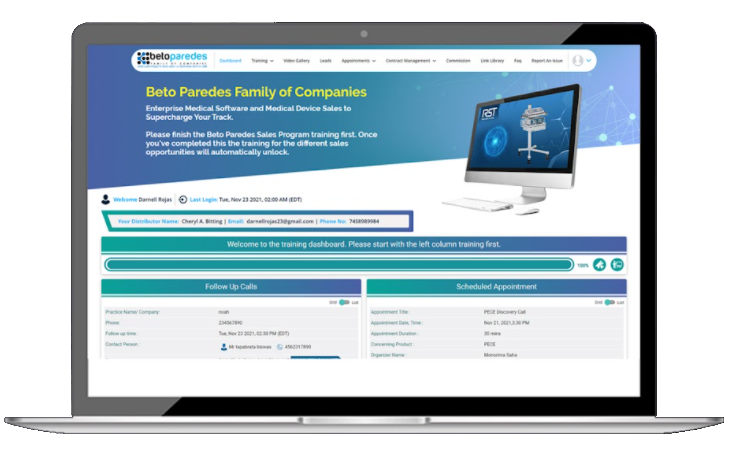 betoparedes
FAMILY OF COMPANIES
Dashboard Training Video Gallery Leads Appointments Contract Management Commission Link Library Faq Report An Issue
Beto Paredes Family of Companies
Enterprise Medical Software and Medical Device Sales to
Supercharge Your Track.
Please finish the Beto Paredes Sales Program training first. Once
you've completed this the training for the different sales
opportunities will automatically unlock.
RST
Welcome Darnell Rojas Last Login: Tue, Nov 23 2021, 02:00 AM (EDT)
Your Distributor Name: Cheryl A. Bitting | Email: darnellrojas23@gmail.com | Phone No: 7458989984
Welcome to the training dashboard. Please start with the left column training first.
100%
Follow Up Calls
Grid List
Practice Name/ Company: noah
Phone 234567890
Follow up time: Tue, Nov 23 2021, 02:30 PM (EDT)
Contact Person: Mr tapabrata biswas 4562317890
Scheduled Appointment
Grid List
Appointment Title: PECE Discovery Call
Appointment Date, Time: Nov 21, 2021,3:30 PM
Appointment Duration: 30 mins
Concerning Product: PECE
Organizer Name: Mousuma Saha